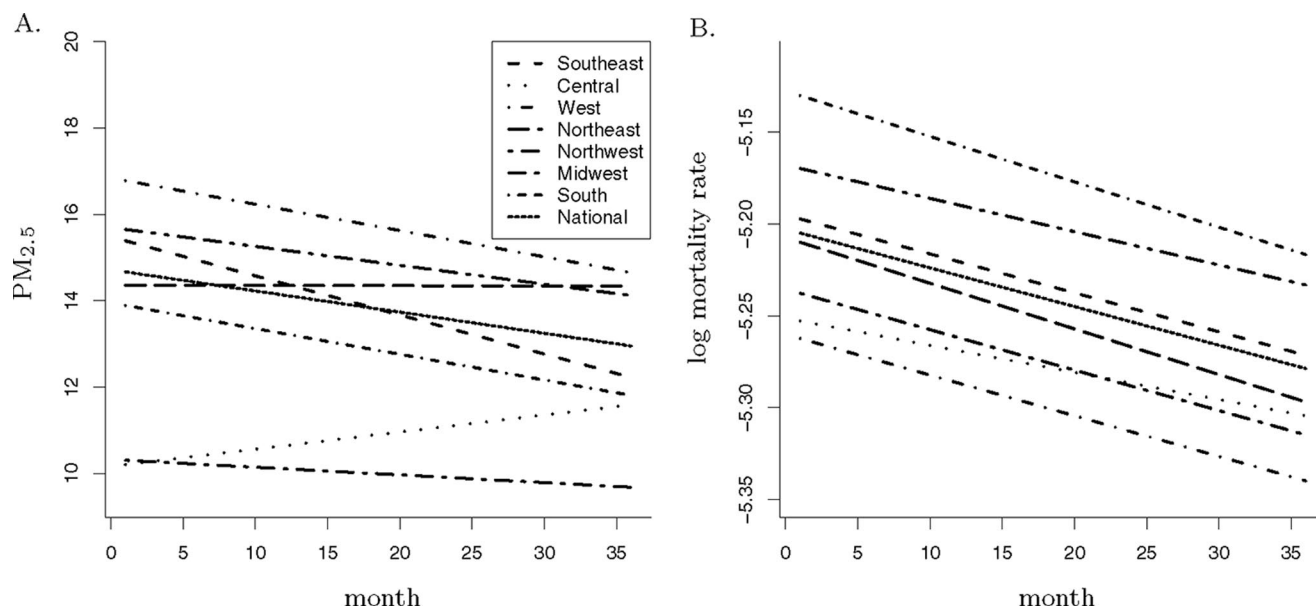 A.
20
18
16
14
12
10
PM2.5
Southeast
Central
West
Northeast
Northwest
Midwest
South
National
0 5 10 15 20 25 30 35
month
B.
−5.15
−5.20
−5.25
−5.30
−5.35
log mortality rate
0 5 10 15 20 25 30 35
month